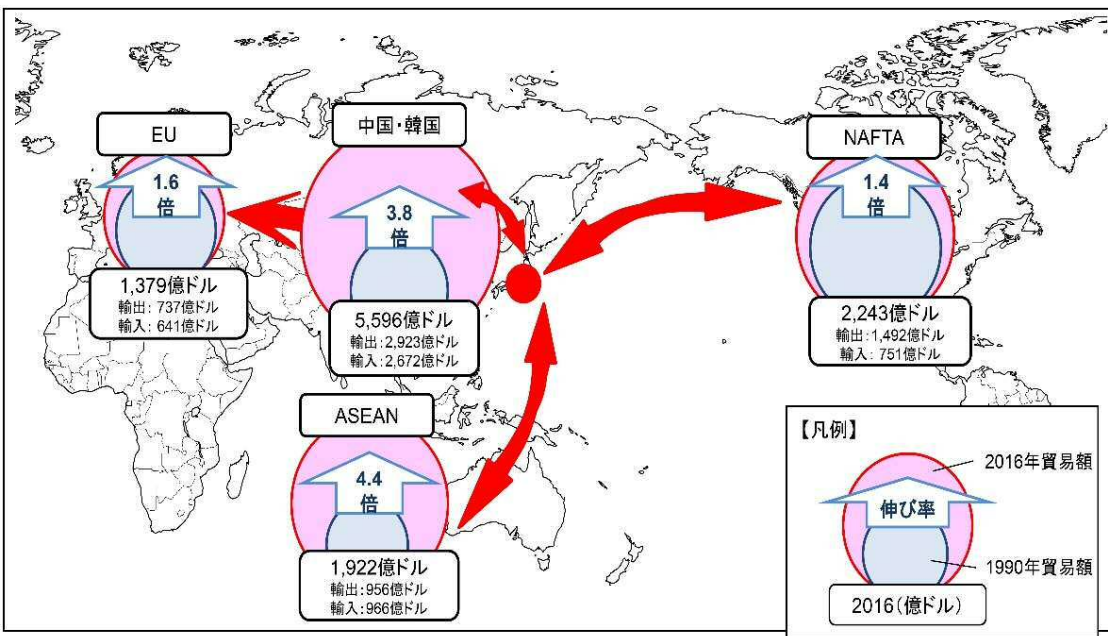 EU
1.6
倍
1,379億ドル
輸出：737億ドル
輸入：641億ドル
中国・韓国
3.8
倍
5,596億ドル
輸出：2,923億ドル
輸入：2,672億ドル
NAFTA
1.4
倍
2,243億ドル
輸出：1,492億ドル
輸入：751億ドル
ASEAN
4.4
倍
1,922億ドル
輸出：956億ドル
輸入：966億ドル
【凡例】
2016年貿易額
伸び率
1990年貿易額
2016（億ドル）